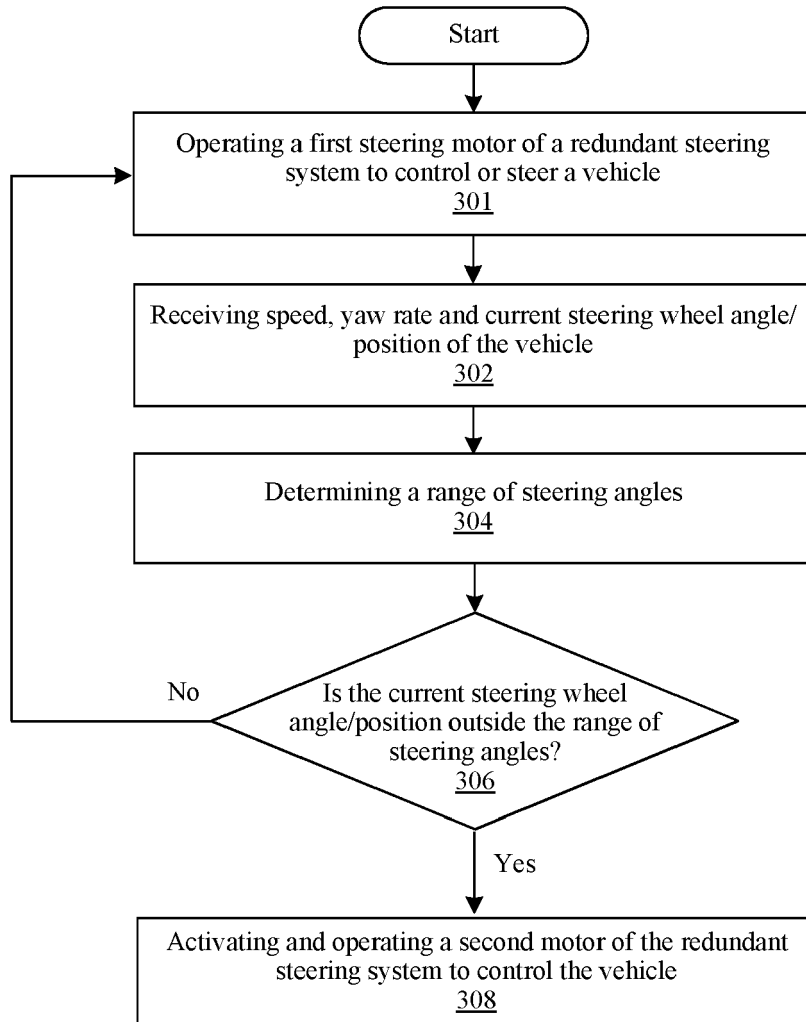 Start
Operating a first steering motor of a redundant steering
system to control or steer a vehicle
301
Receiving speed, yaw rate and current steering wheel angle/
position of the vehicle
302
Determining a range of steering angles
304
No
Is the current steering wheel
angle/position outside the range of
steering angles?
306
Yes
Activating and operating a second motor of the redundant
steering system to control the vehicle
308